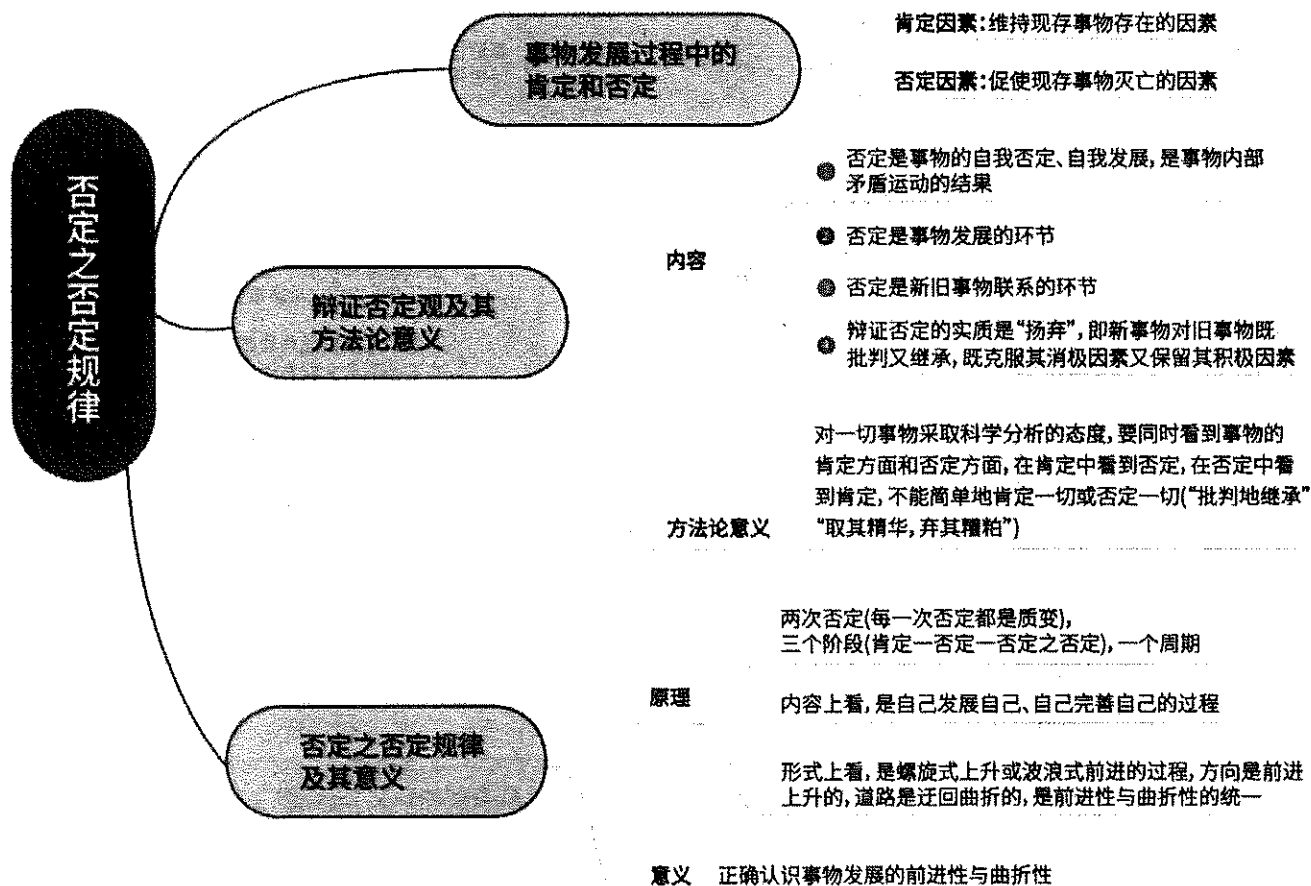 否定之否定规律
事物发展过程中的
肯定和否定
肯定因素:维持现存事物存在的因素
否定因素:促使现存事物灭亡的因素
辩证否定观及其
方法论意义
内容
否定是事物的自我否定、自我发展,是事物内部
矛盾运动的结果
❷ 否定是事物发展的环节
否定是新旧事物联系的环节
辩证否定的实质是“扬弃”,即新事物对旧事物既
批判又继承,既克服其消极因素又保留其积极因素
方法论意义
对一切事物采取科学分析的态度,要同时看到事物的
肯定方面和否定方面,在肯定中看到否定,在否定中看
到肯定,不能简单地肯定一切或否定一切(“批判地继承”
“取其精华,弃其糟粕”)
否定之否定规律
及其意义
原理
两次否定(每一次否定都是质变),
三个阶段(肯定—否定—否定之否定),一个周期
内容上看,是自己发展自己、自己完善自己的过程
形式上看,是螺旋式上升或波浪式前进的过程,方向是前进
上升的,道路是迂回曲折的,是前进性与曲折性的统一
意义 正确认识事物发展的前进性与曲折性